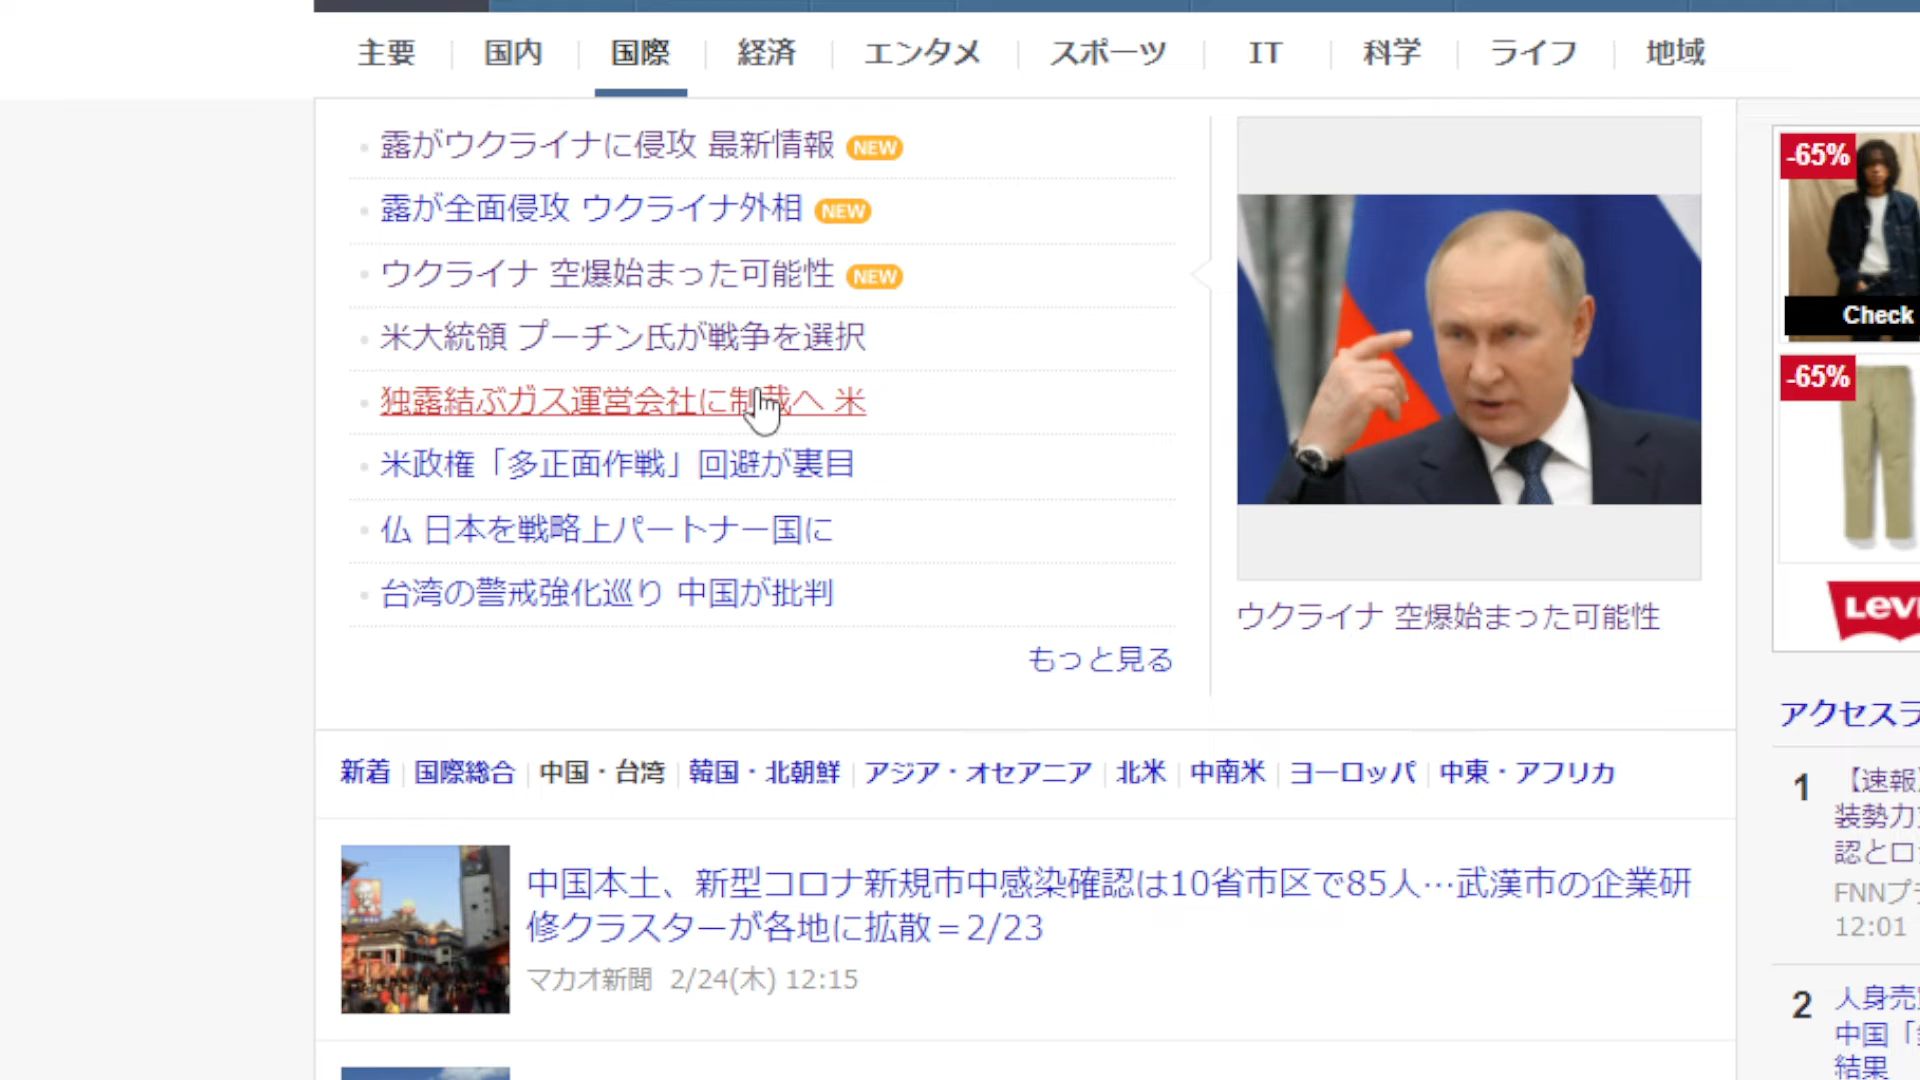 主要 国内 国際 経済 エンタメ スポーツ IT 科学 ライフ 地域
露がウクライナに侵攻 最新情報 NEW
露が全面侵攻 ウクライナ外相 NEW
ウクライナ 空爆始まった可能性 NEW
米大統領 プーチン氏が戦争を選択
独露結ぶガス運営会社に制裁へ 米
米政権「多正面作戦」回避が裏目
仏 日本を戦略上パートナー国に
台湾の警戒強化巡り 中国が批判
もっと見る
ウクライナ 空爆始まった可能性
-65%
Check
-65%
Lev
新着 国際総合 中国・台湾 韓国・北朝鮮 アジア・オセアニア 北米 中南米 ヨーロッパ 中東・アフリカ
中国本土、新型コロナ新規市中感染確認は10省市区で85人…武漢市の企業研
修クラスターが各地に拡散＝2/23
マカオ新聞 2/24(木) 12:15
アクセスラ
1
【速報】
装勢力
認とロ
FNNプ
12:01
2
人身売
中国「
結果